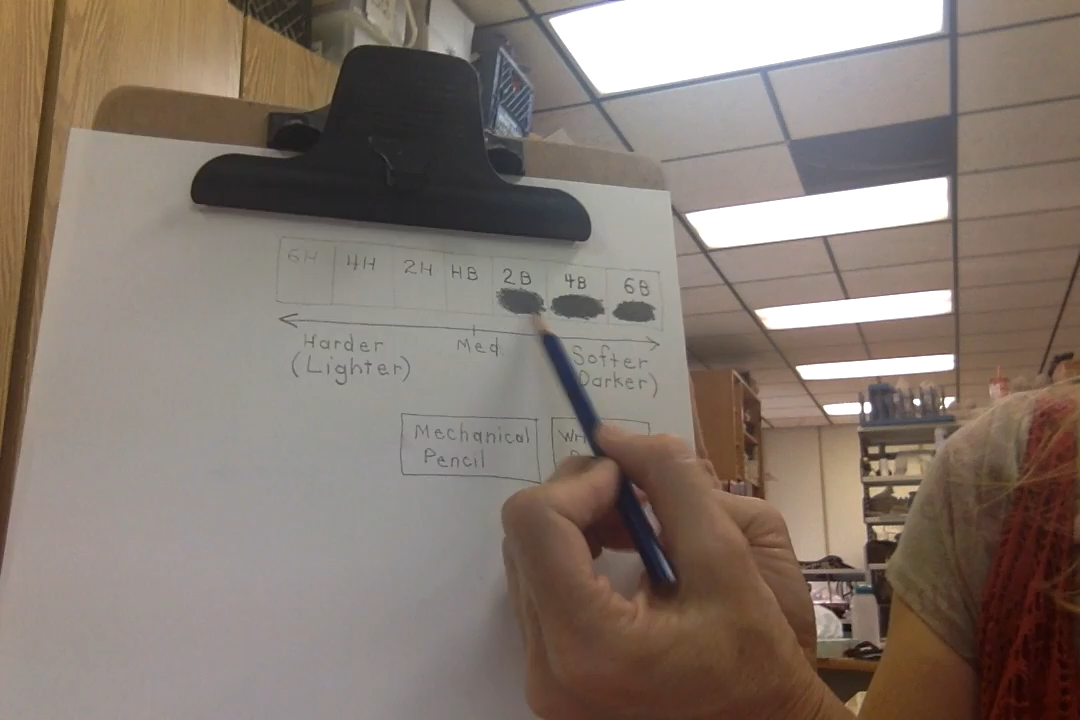 6H 4H 2H HB 2B 4B 6B
Harder Med. Softer
(Lighter) Darker)
Mechanical
Pencil